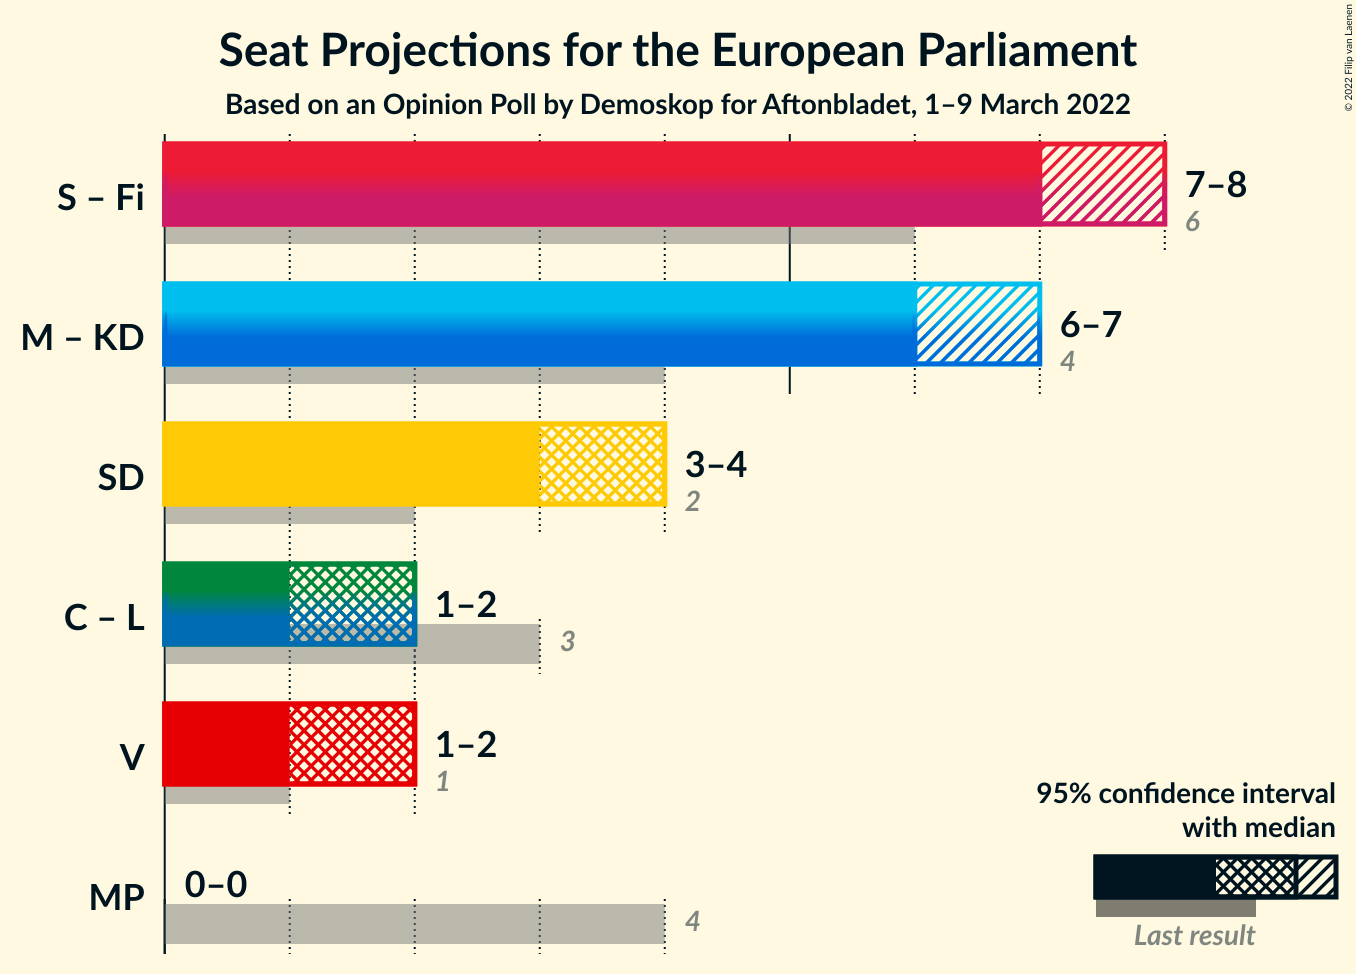 Seat Projections for the European Parliament
Based on an Opinion Poll by Demoskop for Aftonbladet, 1–9 March 2022
© 2022 Filip van Laenen
S – Fi
7–8
6
M – KD
6–7
4
SD
3–4
2
C – L
1–2
3
V
1–2
1
MP
0–0
4
95% confidence interval
with median
Last result